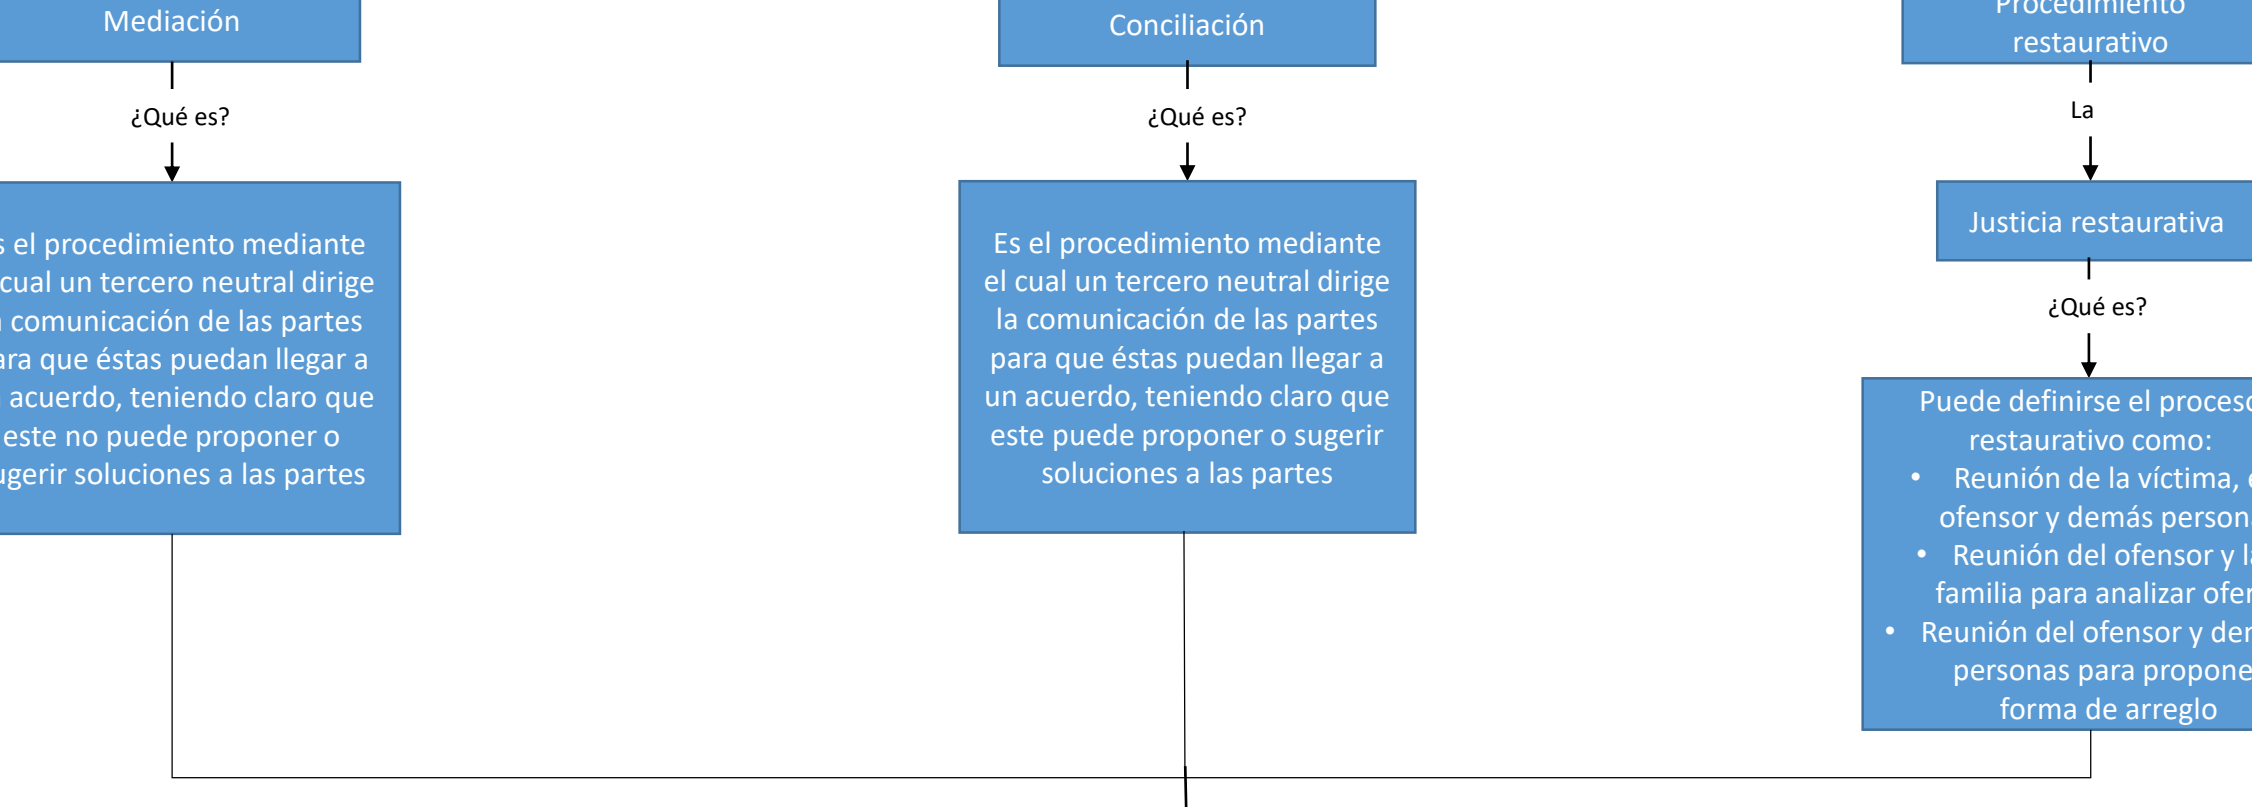 Mediación
¿Qué es?
el procedimiento mediante
cual un tercero neutral dirige
comunicación de las partes
que éstas puedan llegar a
acuerdo, teniendo claro que
este no puede proponer o
soluciones a las partes
Conciliación
¿Qué es?
Es el procedimiento mediante
el cual un tercero neutral dirige
la comunicación de las partes
para que éstas puedan llegar a
un acuerdo, teniendo claro que
este puede proponer o sugerir
soluciones a las partes
Procedimiento
restaurativo
La
Justicia restaurativa
¿Qué es?
Puede definirse el proceso
restaurativo como:
• Reunión de la víctima,
ofensor y demás
• Reunión del ofensor y
familia para analizar
• Reunión del ofensor y
personas para
forma de arreglo